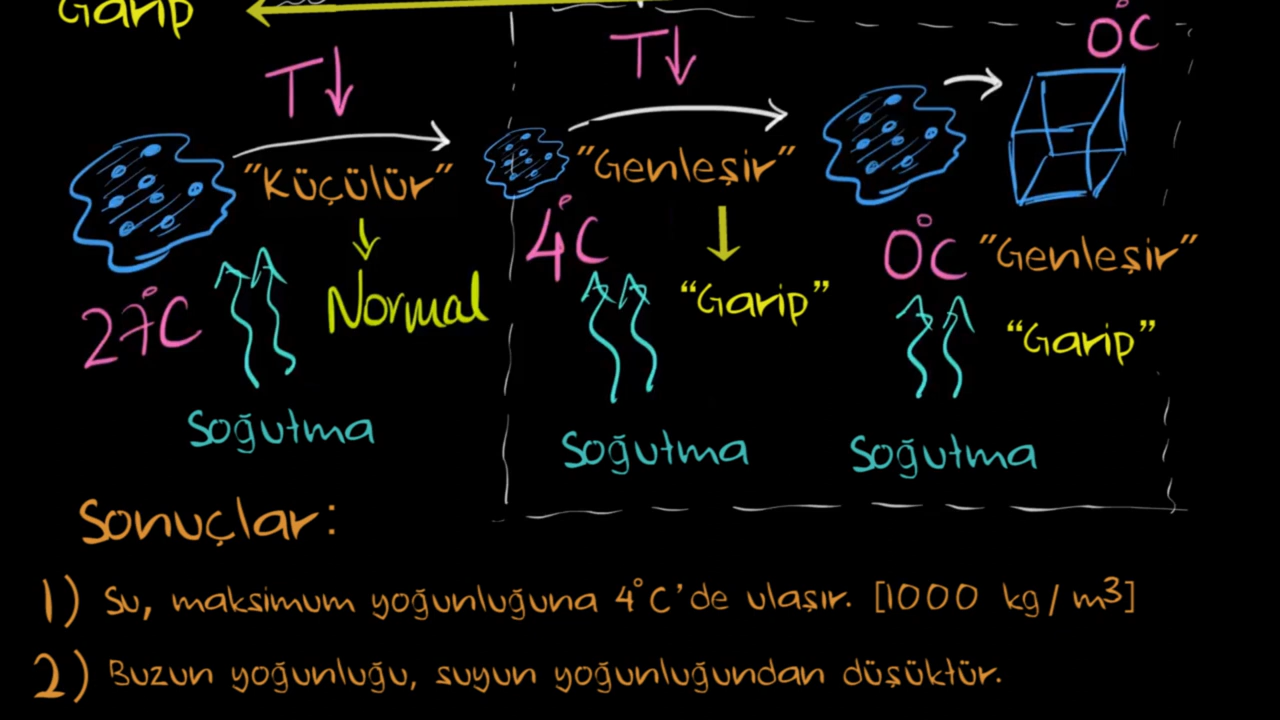 Garip
0°C
T↓
T↓
"Küçülür"
"Genleşir"
4°C
0°C
"Genleşir"
27°C
Normal
"Garip"
"Garip"
Soğutma
Soğutma
Soğutma
Sonuçlar:
1) Su, maksimum yoğunluğuna 4°C'de ulaşır. [1000 kg/m³]
2) Buzun yoğunluğu, suyun yoğunluğundan düşüktür.